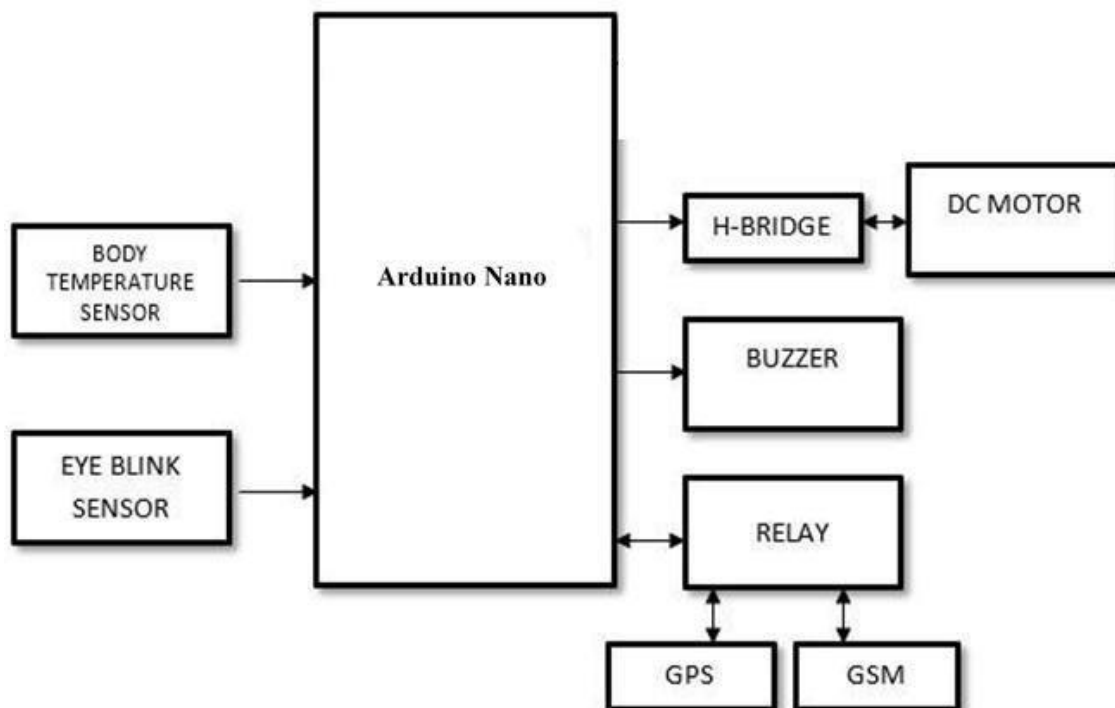 BODY
TEMPERATURE
SENSOR
EYE BLINK
SENSOR
Arduino Nano
H-BRIDGE
DC MOTOR
BUZZER
RELAY
GPS
GSM